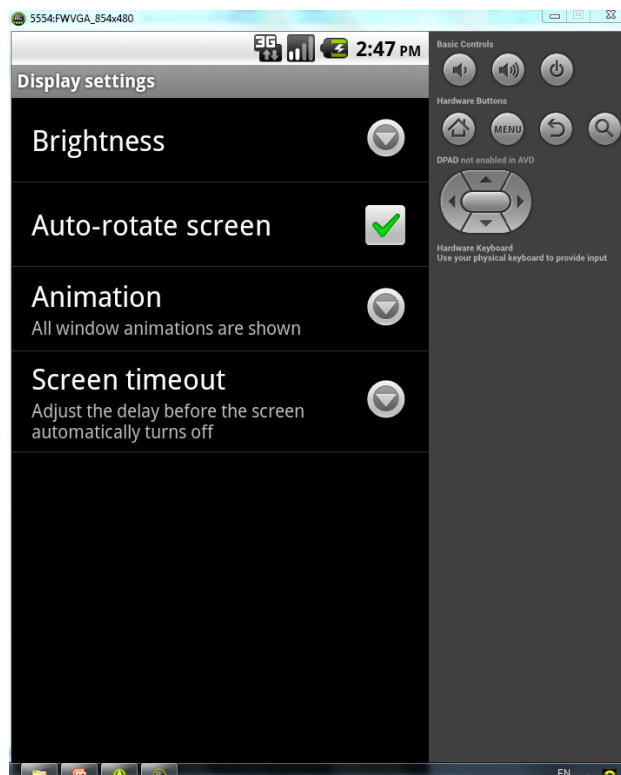 5554:FWVGA_854x480
3G 2:47 PM
Display settings
Brightness
Auto-rotate screen
Animation
All window animations are shown
Screen timeout
Adjust the delay before the screen
automatically turns off
Basic Controls
Hardware Buttons
MENU
DPAD not enabled in AVD
Hardware Keyboard
Use your physical keyboard to provide input
EN